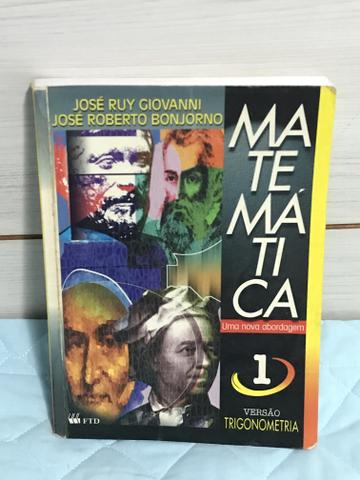 JOSÉ RUY GIOVANNI
JOSÉ ROBERTO BONJORNO
MA
TE
MÁ
TI
CA
Uma nova abordagem
1
VERSÃO
TRIGONOMETRIA
FTD